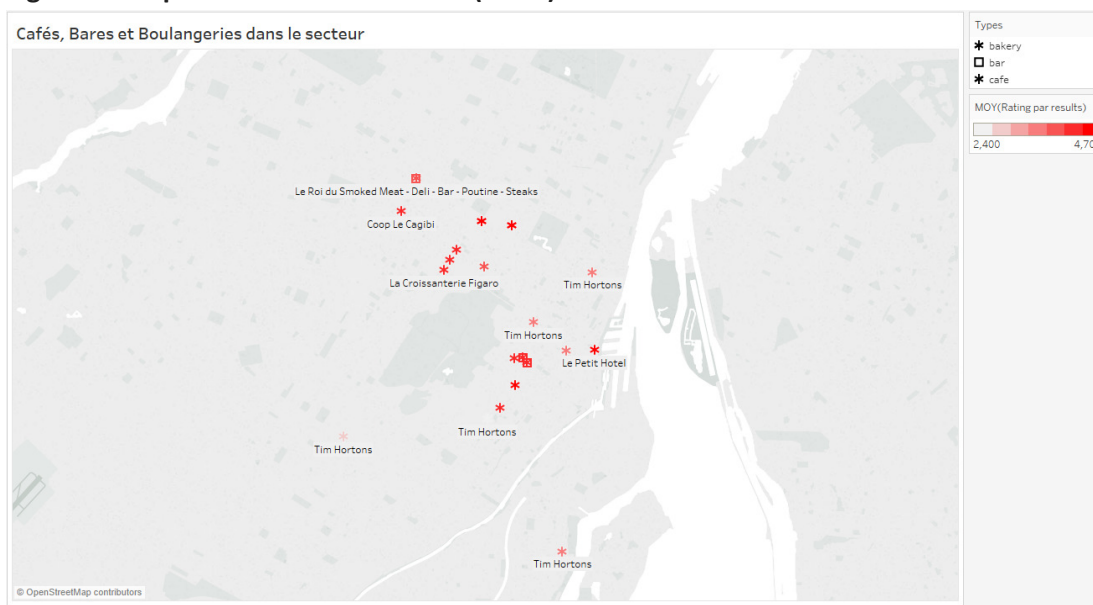 Cafés, Bares et Boulangeries dans le secteur
Le Roi du Smoked Meat - Deli - Bar - Poutine - Steaks
Coop Le Cagibi
La Croissanterie Figaro
Tim Hortons
Tim Hortons
Le Petit Hotel
Tim Hortons
Tim Hortons
Tim Hortons
© OpenStreetMap contributors
Types
bakery
bar
cafe
MOY(Rating par results)
2,400